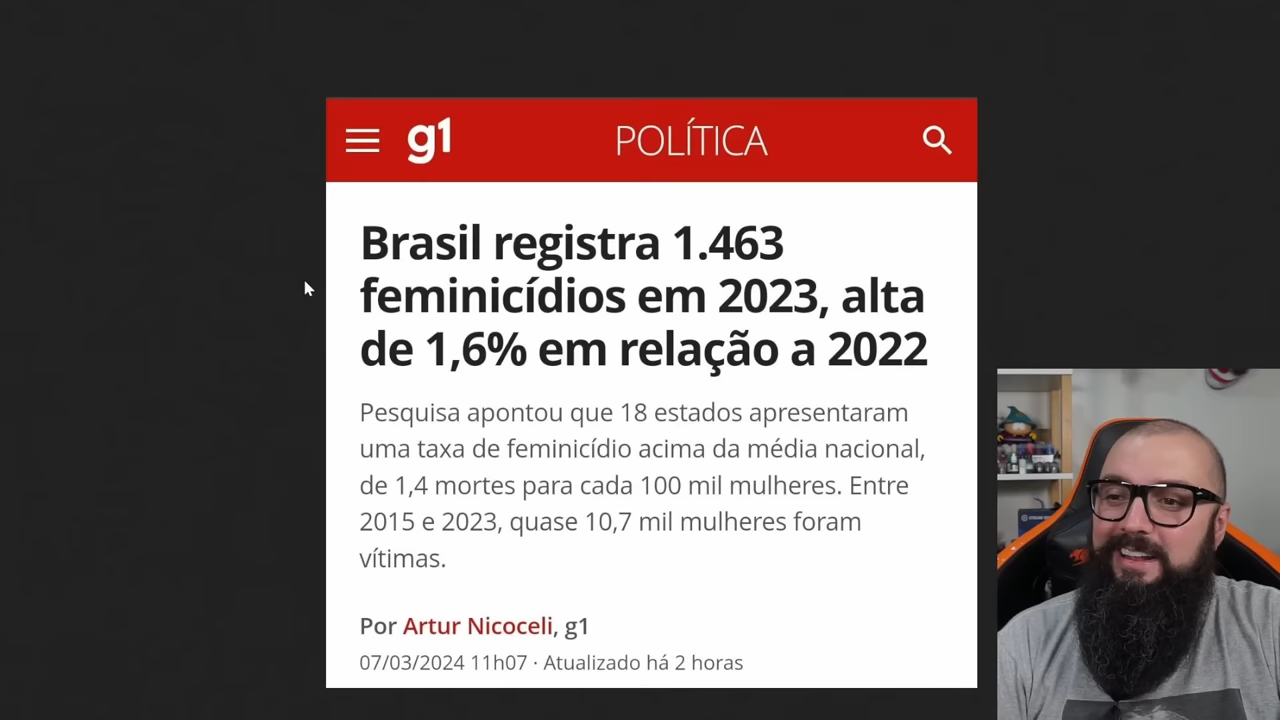 g1 POLÍTICA
Brasil registra 1.463
feminicídios em 2023, alta
de 1,6% em relação a 2022
Pesquisa apontou que 18 estados apresentaram
uma taxa de feminicídio acima da média nacional,
de 1,4 mortes para cada 100 mil mulheres. Entre
2015 e 2023, quase 10,7 mil mulheres foram
vítimas.
Por Artur Nicoceli, g1
07/03/2024 11h07 · Atualizado há 2 horas